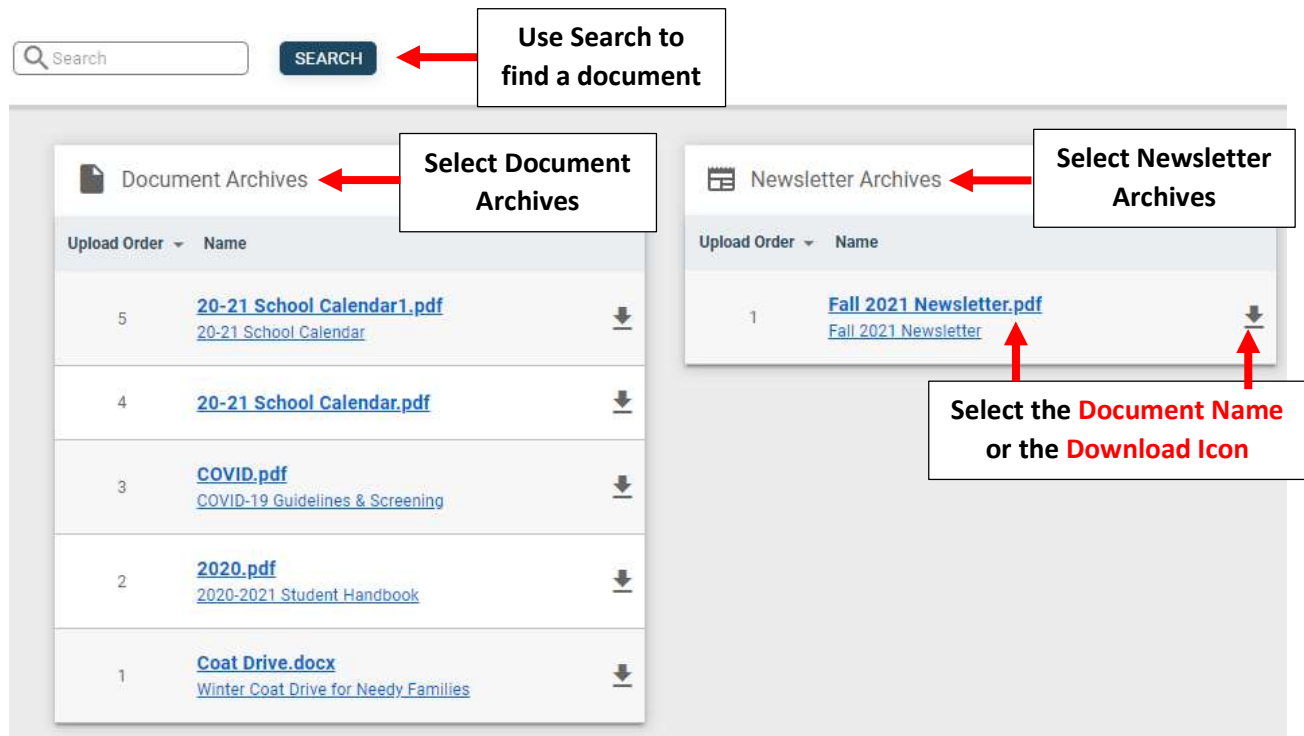 Search
SEARCH
Use Search to
find a document
Document Archives
Select Document
Archives
Upload Order Name
5
20-21 School Calendar1.pdf
20-21 School Calendar
4
20-21 School Calendar.pdf
3
COVID.pdf
COVID-19 Guidelines & Screening
2
2020.pdf
2020-2021 Student Handbook
1
Coat Drive.docx
Winter Coat Drive for Needy Families
Newsletter Archives
Select Newsletter
Archives
Upload Order Name
1
Fall 2021 Newsletter.pdf
Fall 2021 Newsletter
Select the Document Name
or the Download Icon